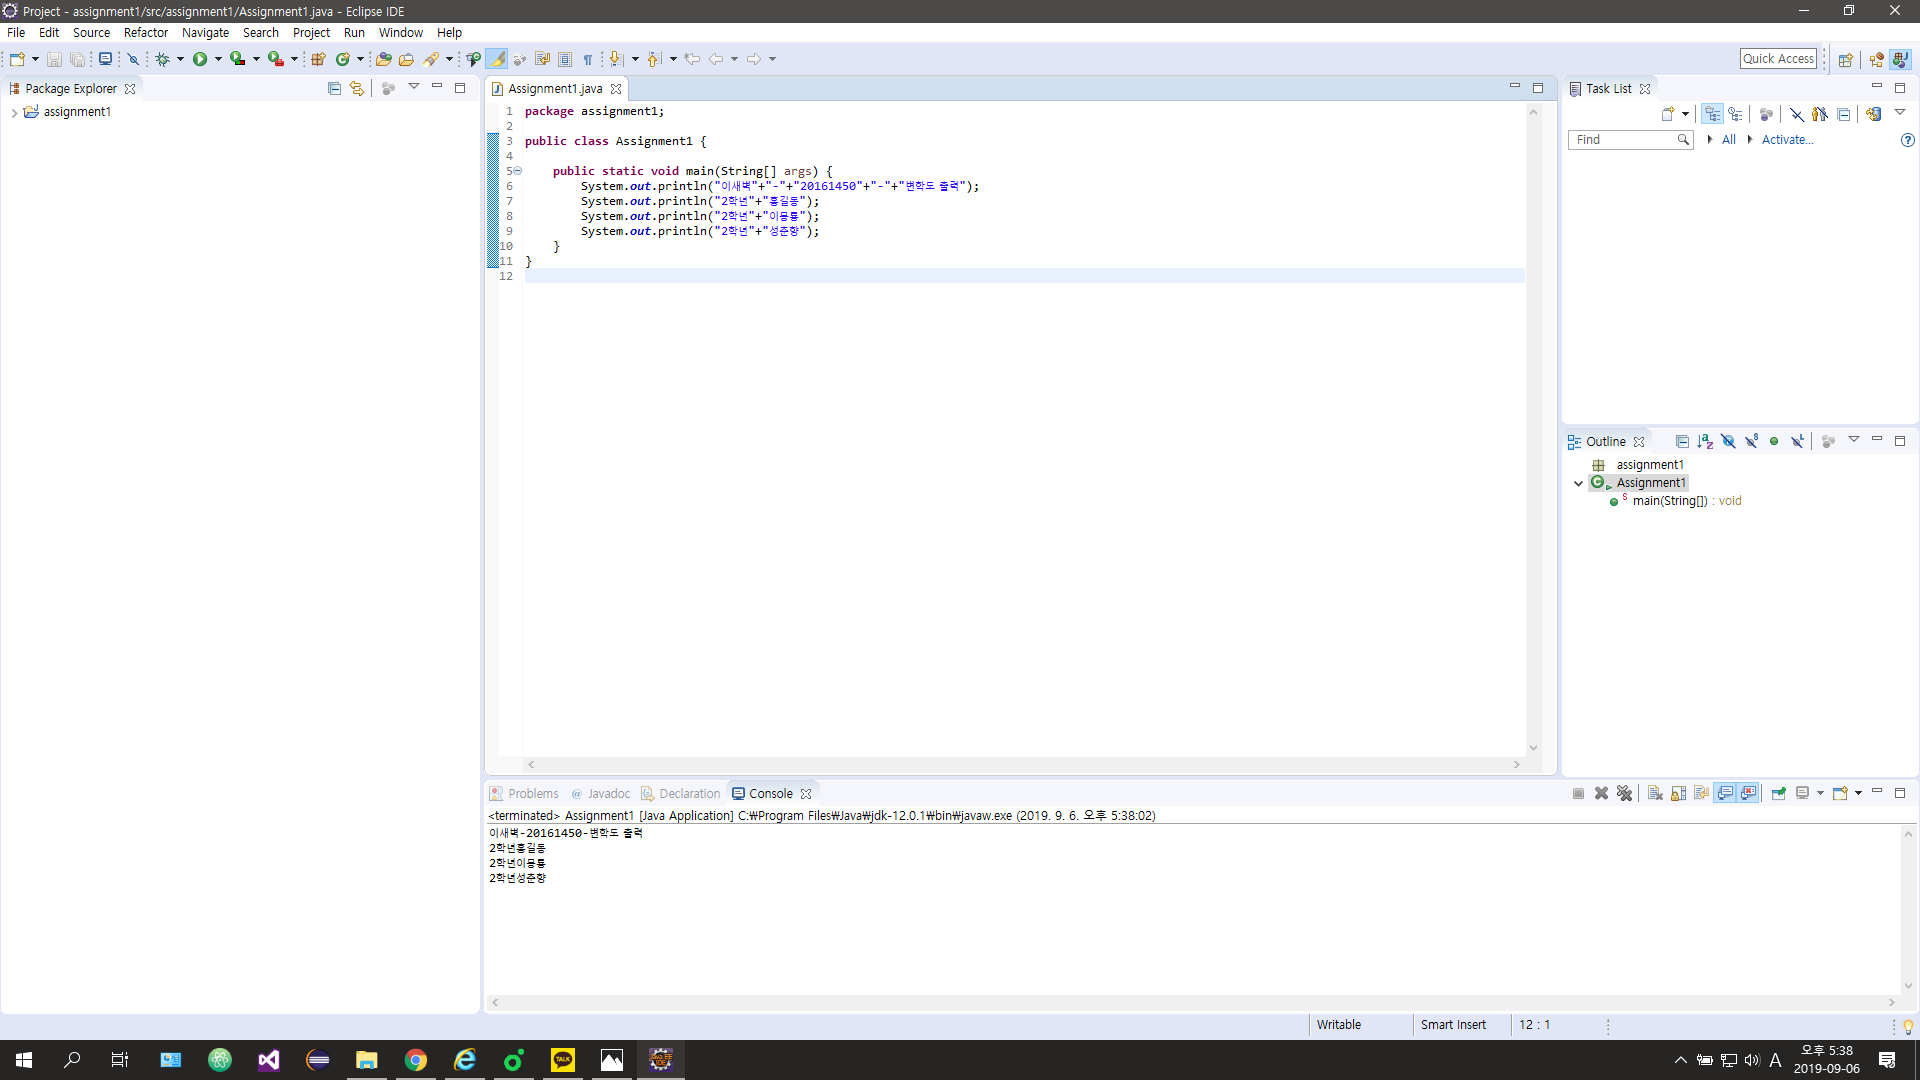 Project - assignment1/src/assignment1/Assignment1.java - Eclipse IDE
File Edit Source Refactor Navigate Search Project Run Window Help
Quick Access
Package Explorer
assignment1
Assignment1.java
1 package assignment1;
2
3 public class Assignment1 {
4
5 public static void main(String[] args) {
6 System.out.println("이새벽"+"-"+"20161450"+"-"+"변학도 출력");
7 System.out.println("2학년"+"홍길동");
8 System.out.println("2학년"+"이몽룡");
9 System.out.println("2학년"+"성춘향");
10 }
11 }
12
Task List
Find All Activate...
Outline
assignment1
Assignment1
main(String[]) : void
Problems @ Javadoc Declaration Console
<terminated> Assignment1 [Java Application] C:₩Program Files₩Java₩jdk-12.0.1₩bin₩javaw.exe (2019. 9. 6. 오후 5:38:02)
이새벽-20161450-변학도 출력
2학년홍길동
2학년이몽룡
2학년성춘향
Writable Smart Insert 12 : 1
TALK
A
오후 5:38
2019-09-06